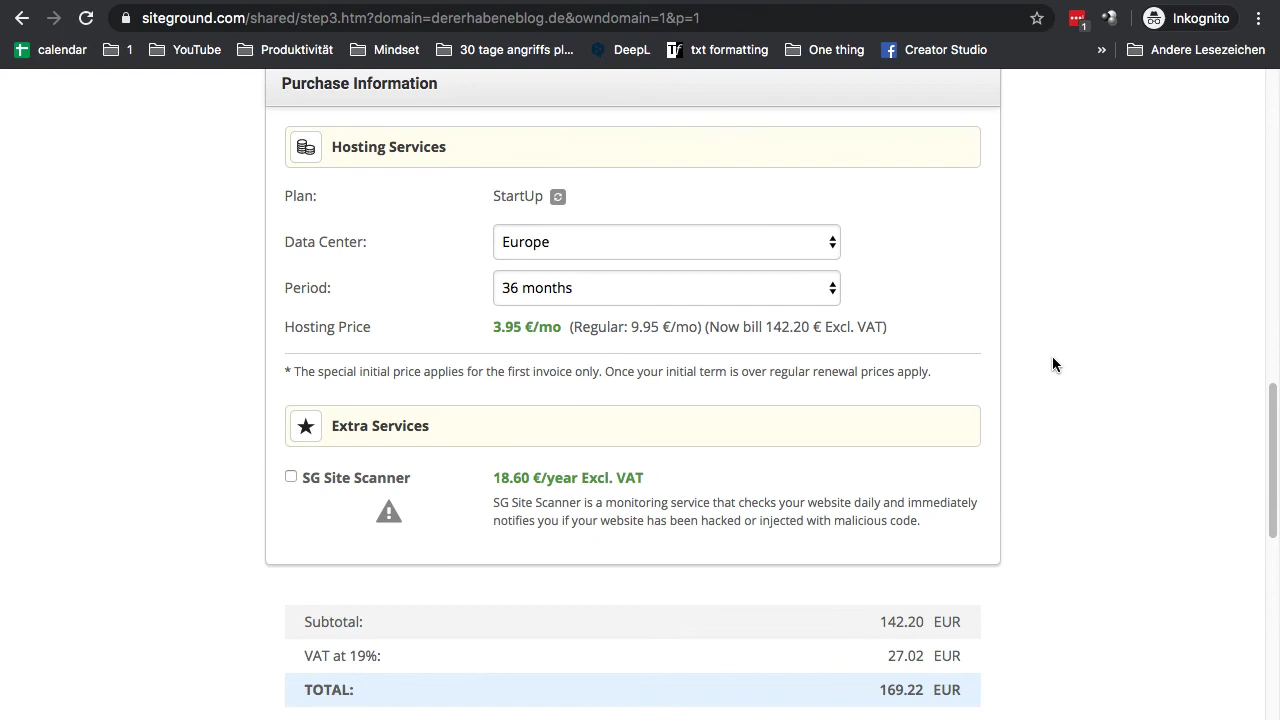 siteground.com/shared/step3.htm?domain=dererhabeneblog.de&owndomain=1&p=1
1
Inkognito
calendar 1 YouTube Produktivität Mindset 30 tage angriffs pl... DeepL Tf txt formatting One thing Creator Studio » Andere Lesezeichen
Purchase Information
Hosting Services
Plan: StartUp
Data Center: Europe
Period: 36 months
Hosting Price 3.95 €/mo (Regular: 9.95 €/mo) (Now bill 142.20 € Excl. VAT)
* The special initial price applies for the first invoice only. Once your initial term is over regular renewal prices apply.
Extra Services
SG Site Scanner 18.60 €/year Excl. VAT
SG Site Scanner is a monitoring service that checks your website daily and immediately
notifies you if your website has been hacked or injected with malicious code.
Subtotal: 142.20 EUR
VAT at 19%: 27.02 EUR
TOTAL: 169.22 EUR